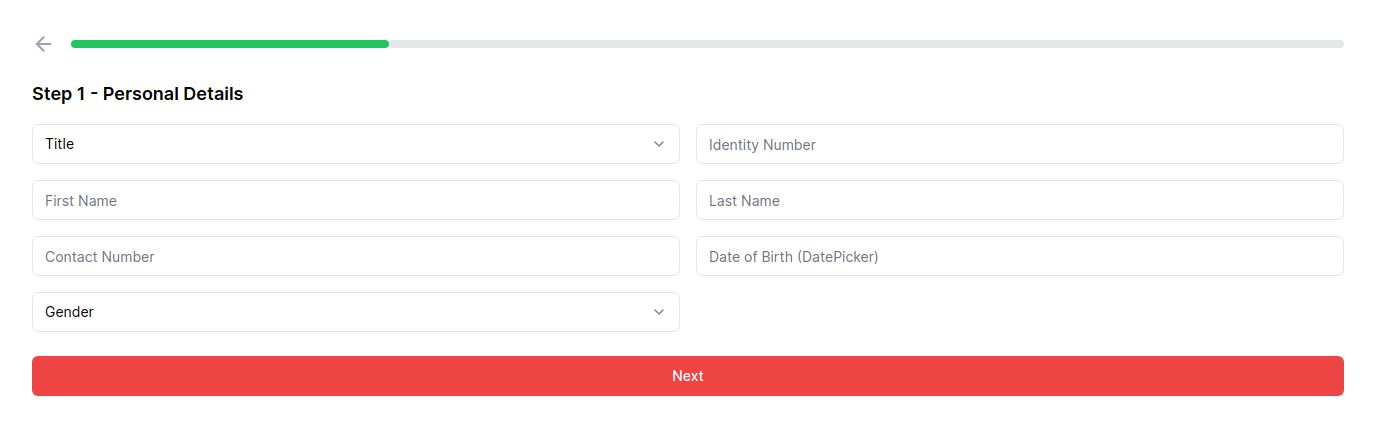 Step 1 - Personal Details
Title
Identity Number
First Name
Last Name
Contact Number
Date of Birth (DatePicker)
Gender
Next